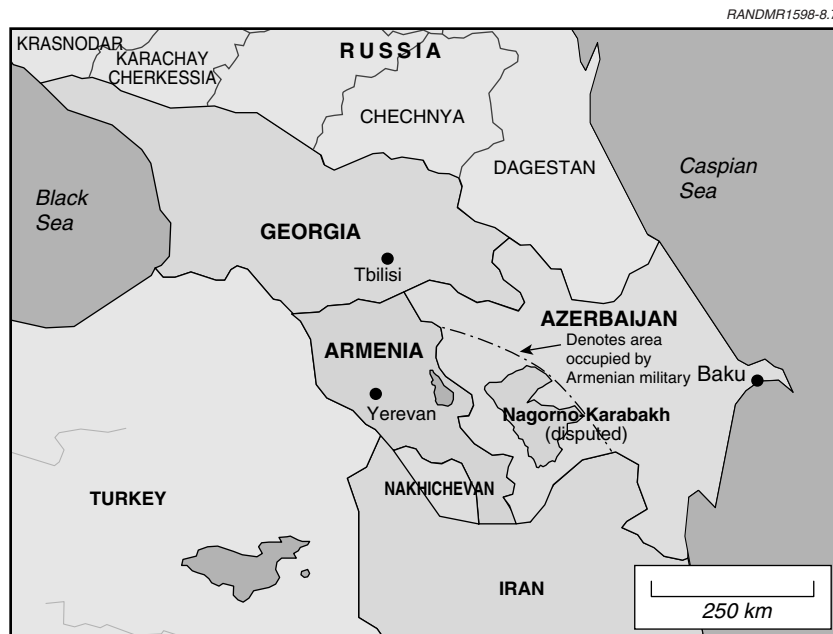 RANDMR1598-8.7
KRASNODAR
KARACHAY
CHERKESSIA
RUSSIA
CHECHNYA
DAGESTAN
Caspian
Sea
Black
Sea
GEORGIA
Tbilisi
AZERBAIJAN
Denotes area
occupied by
Armenian military
ARMENIA
Baku
Yerevan
Nagorno-Karabakh
(disputed)
NAKHICHEVAN
TURKEY
IRAN
250 km